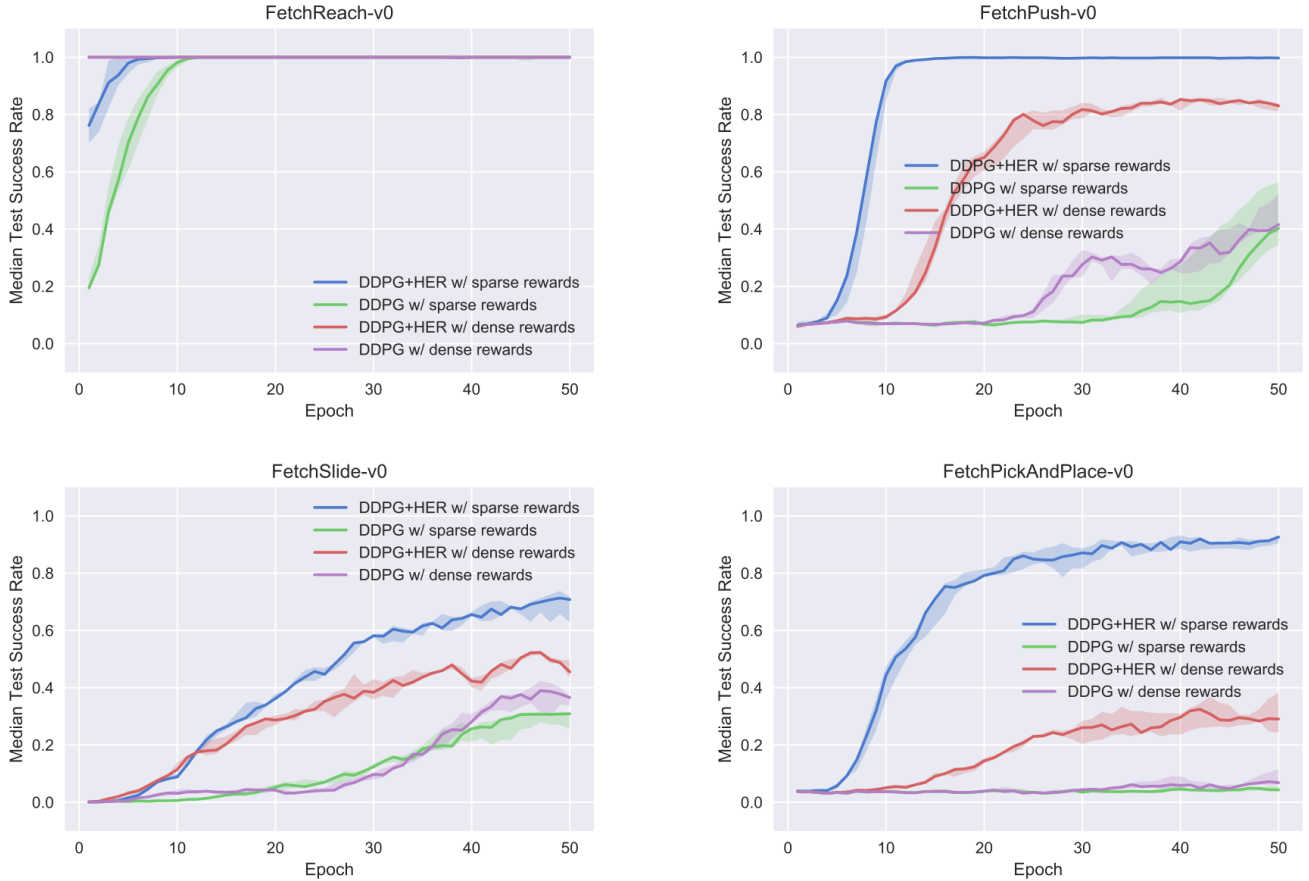 FetchReach-v0
Median Test Success Rate
1.0
0.8
0.6
0.4
0.2
0.0
DDPG+HER w/ sparse rewards
DDPG w/ sparse rewards
DDPG+HER w/ dense rewards
DDPG w/ dense rewards
0 10 20 30 40 50
Epoch
FetchPush-v0
Median Test Success Rate
1.0
0.8
0.6
0.4
0.2
0.0
DDPG+HER w/ sparse rewards
DDPG w/ sparse rewards
DDPG+HER w/ dense rewards
DDPG w/ dense rewards
0 10 20 30 40 50
Epoch
FetchSlide-v0
Median Test Success Rate
1.0
0.8
0.6
0.4
0.2
0.0
DDPG+HER w/ sparse rewards
DDPG w/ sparse rewards
DDPG+HER w/ dense rewards
DDPG w/ dense rewards
0 10 20 30 40 50
Epoch
FetchPickAndPlace-v0
Median Test Success Rate
1.0
0.8
0.6
0.4
0.2
0.0
DDPG+HER w/ sparse rewards
DDPG w/ sparse rewards
DDPG+HER w/ dense rewards
DDPG w/ dense rewards
0 10 20 30 40 50
Epoch